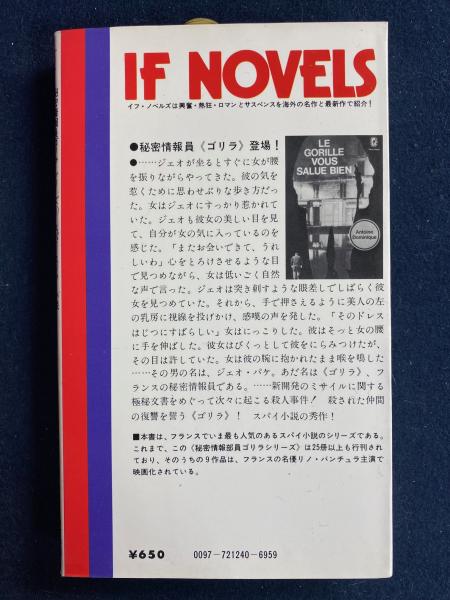 IF NOVELS
イフ・ノベルズは興奮・熱狂・ロマンとサスペンスを海外の名作と最新作で紹介!
●秘密情報員《ゴリラ》登場!
●……ジェオが坐るとすぐに女が腰
を振りながらやってきた。彼の気を
惹くために思わせぶりな歩き方だっ
た。女はジェオにすっかり惹かれてい
いた。ジェオも彼女の美しい目を見
て、自分が女の気に入っているのを
感じた。「またお会いできて、うれ
しいわ」心をとろけさせるような目
で見つめながら、女は低いごく自然
な声で言った。ジェオは突き刺すような眼差でしばらく彼
女を見つめていた。それから、手で押さえるように美人の左
の乳房に視線を投げかけ、感嘆の声を発した。「そのドレス
はじつにすばらしい」女はにっこりした。彼はそっと女の腰
に手を伸ばした。彼女はびくっとして彼をにらみつけたが、
その目は許していた。女は彼の腕に抱かれたまま喉を鳴した
……その男の名は、ジェオ・パケ。あだ名は《ゴリラ》、フ
ランスの秘密情報員である。……新開発のミサイルに関する
極秘文書をめぐって次々に起こる殺人事件! 殺された仲間
の復讐を誓う《ゴリラ》! スパイ小説の秀作!
LE
GORILLE
VOUS
SALUE BIEN
Antoine
Dominique
■本書は、フランスでいま最も人気のあるスパイ小説のシリーズである。
これまで、この〈秘密情報部員ゴリラシリーズ〉は25册以上も行刊され
ており、そのうちの9作品は、フランスの名優リノ・バンチュラ主演で
映画化されている。
¥650
0097-721240-6959